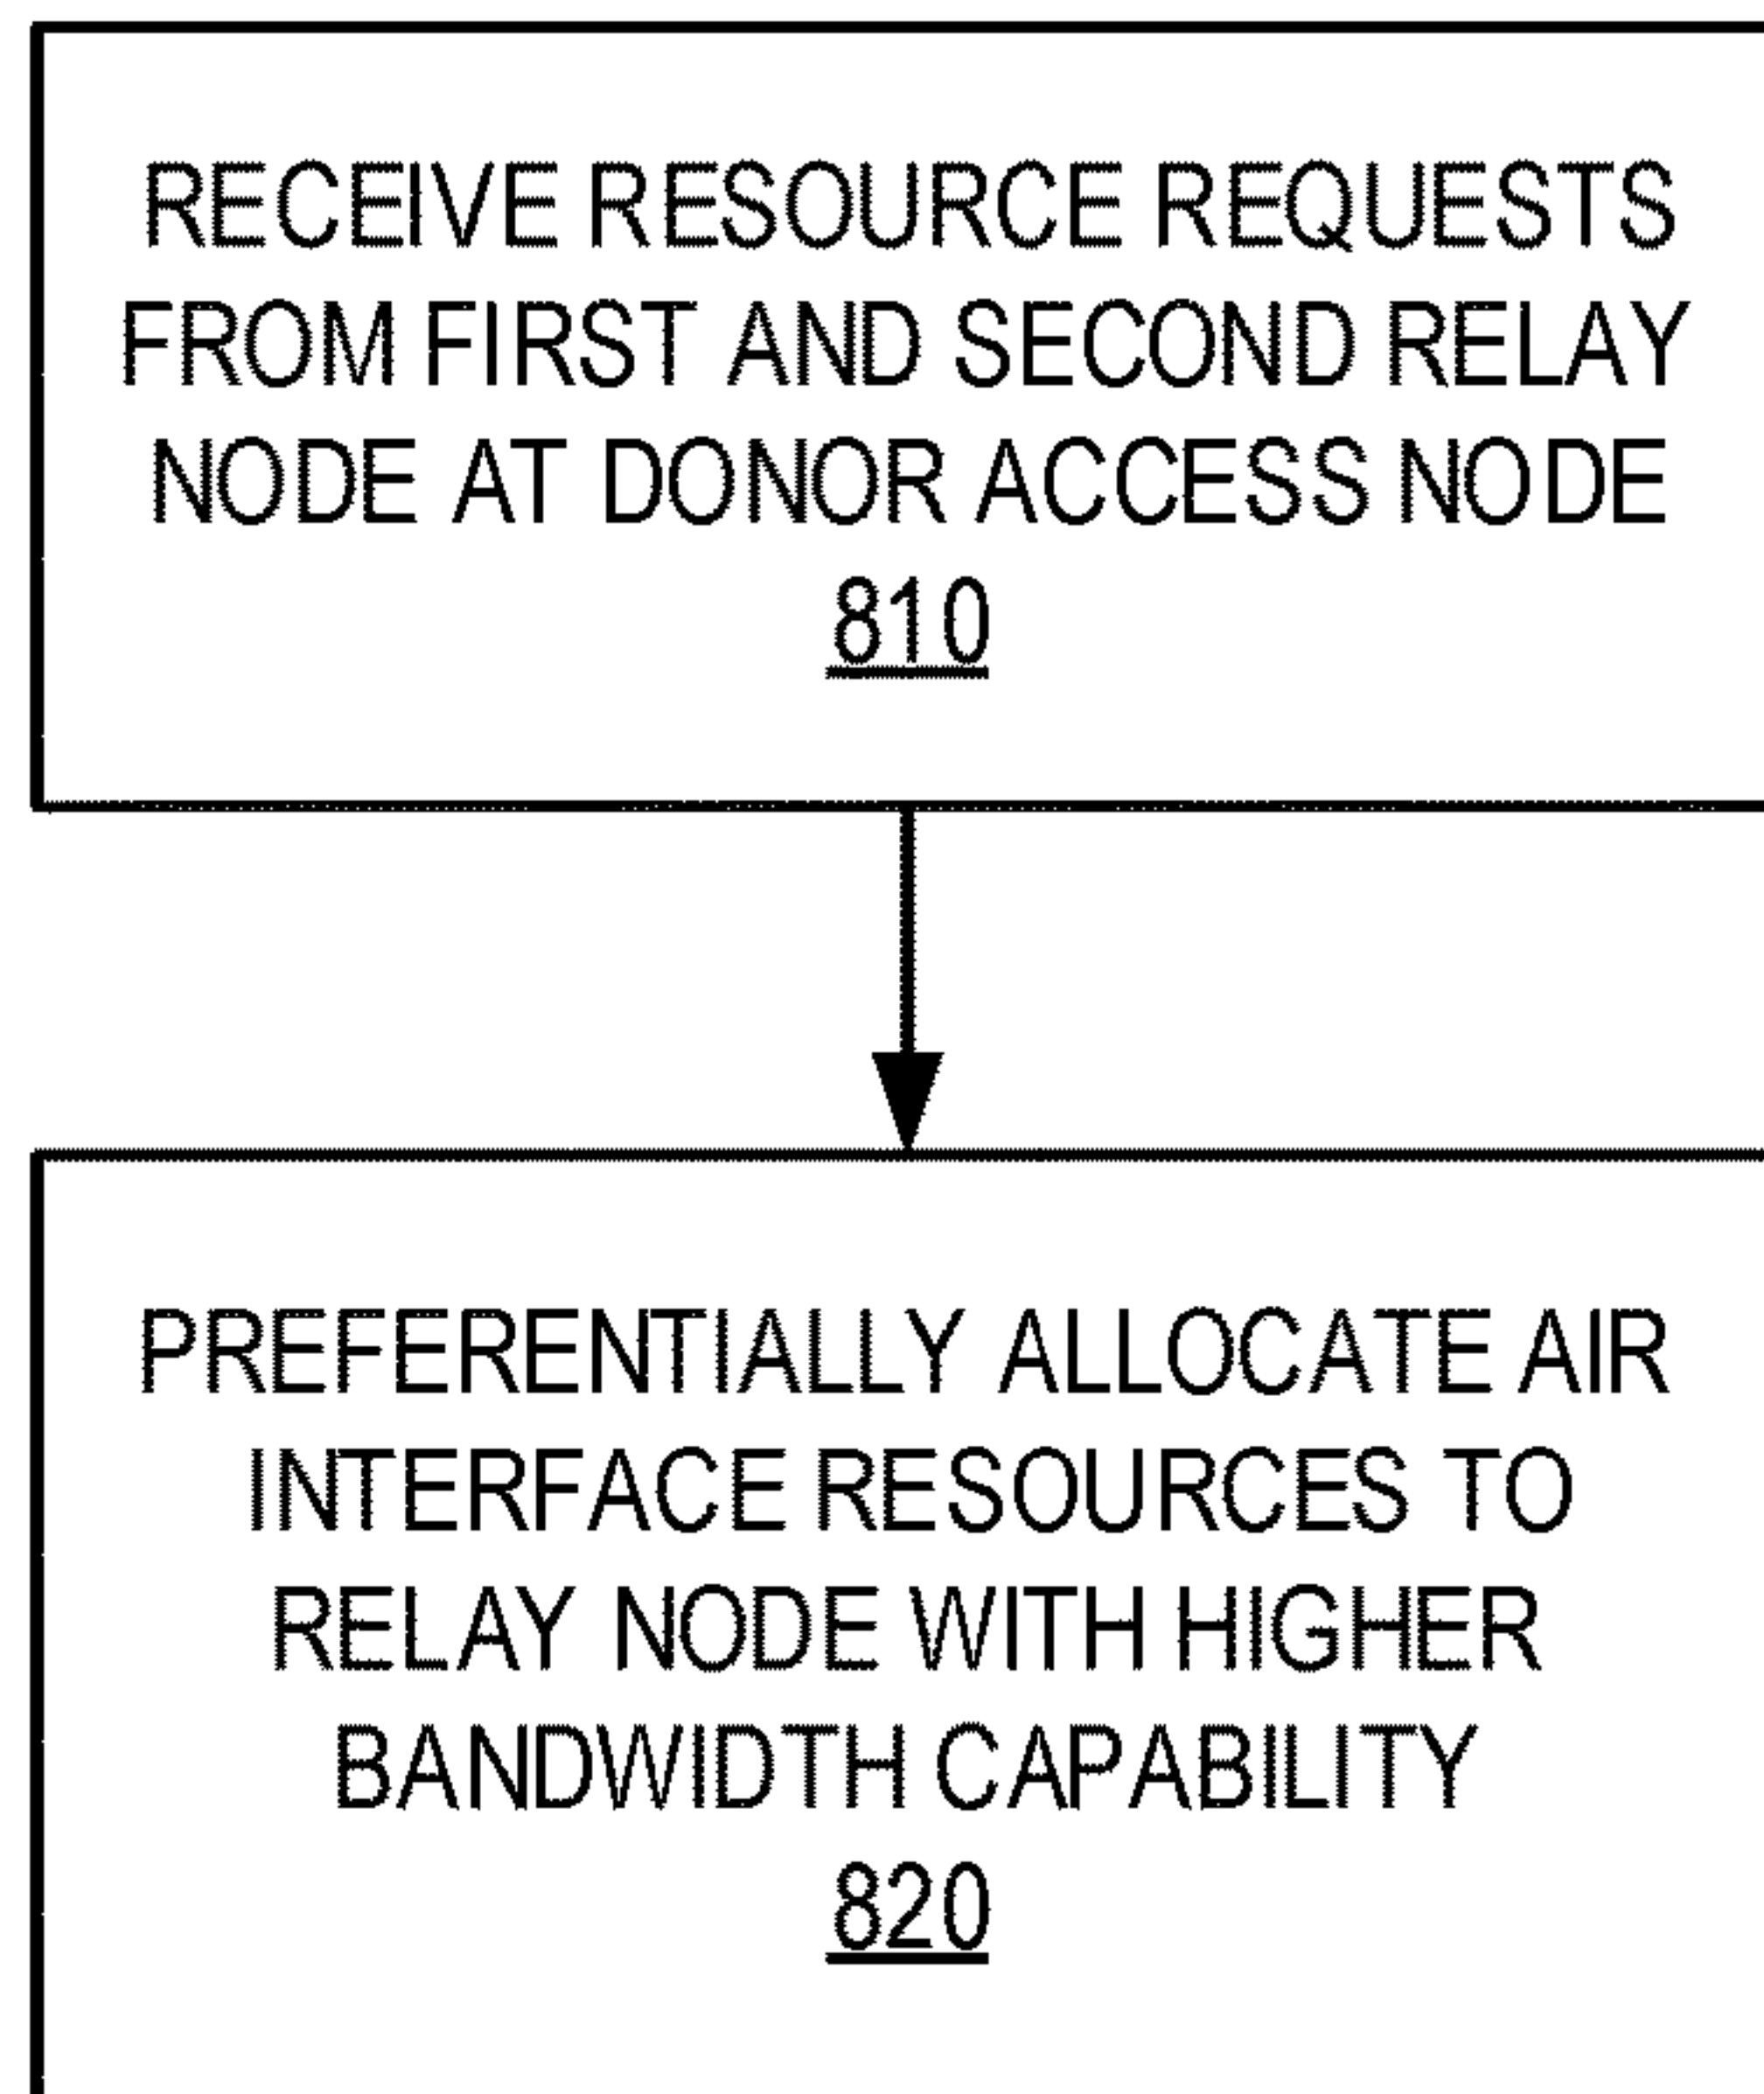 RECEIVE RESOURCE REQUESTS
FROM FIRST AND SECOND RELAY
NODE AT DONOR ACCESS NODE
810
PREFERENTIALLY ALLOCATE AIR
INTERFACE RESOURCES TO
RELAY NODE WITH HIGHER
BANDWIDTH CAPABILITY
820